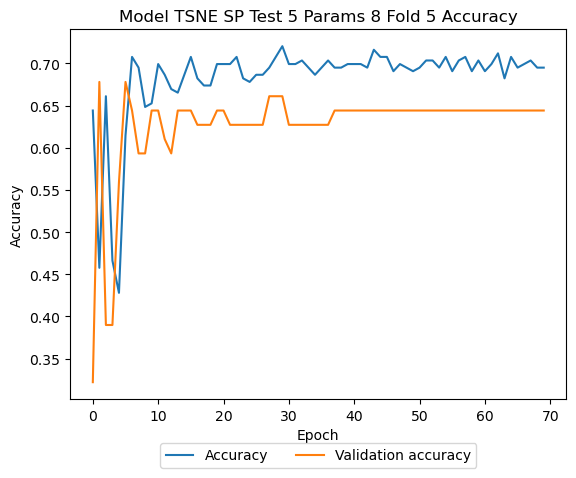 Model TSNE SP Test 5 Params 8 Fold 5 Accuracy
Accuracy
0.70
0.65
0.60
0.55
0.50
0.45
0.40
0.35
0 10 20 30 40 50 60 70
Epoch
Accuracy Validation accuracy